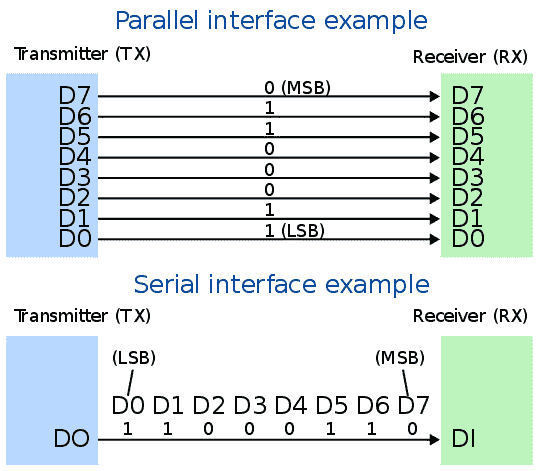 Parallel interface example
Transmitter (TX)
Receiver (RX)
D7 0 (MSB) D7
D6 1 D6
D5 1 D5
D4 0 D4
D3 0 D3
D2 0 D2
D1 1 D1
D0 1 (LSB) D0
Serial interface example
Transmitter (TX)
Receiver (RX)
(LSB) (MSB)
D0 D1 D2 D3 D4 D5 D6 D7
DO 1 1 0 0 0 1 1 0 DI